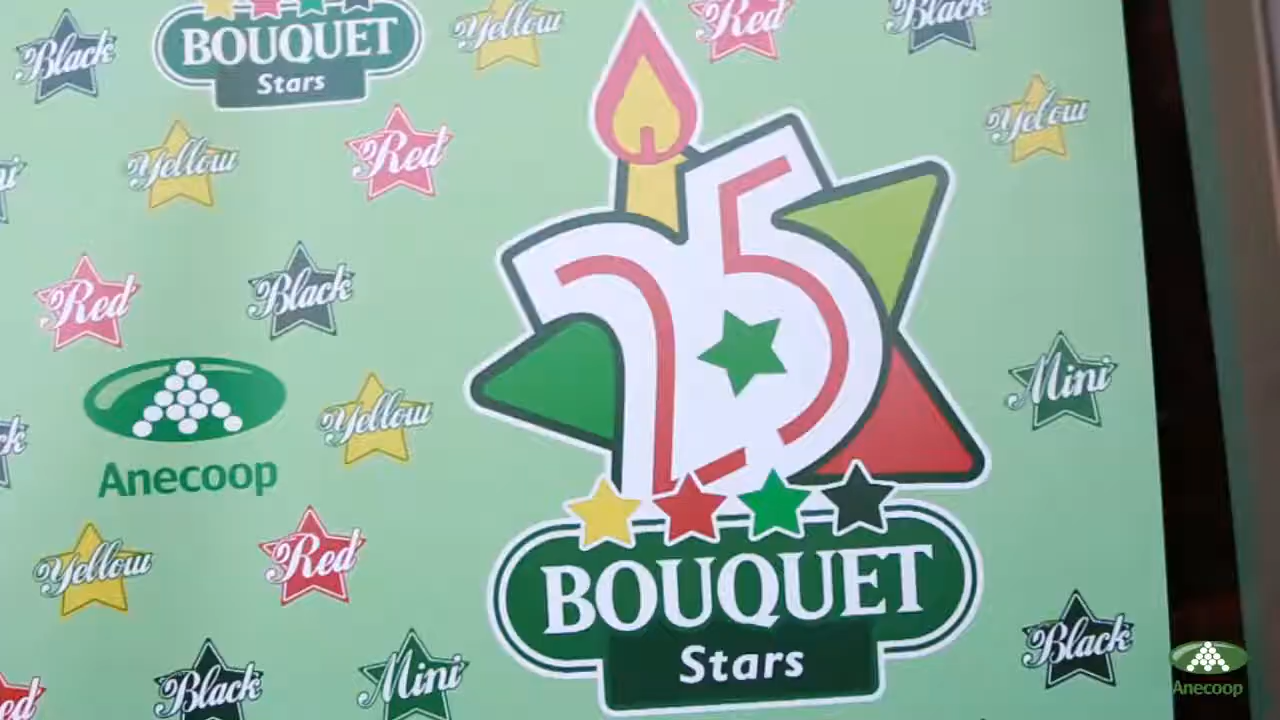 Black
BOUQUET
Stars
Yellow
Red
Black
Yellow
Red
Yellow
25
Red
Black
Anecoop
Yellow
Mini
BOUQUET
Stars
Yellow
Red
Black
Mini
Black
Anecoop